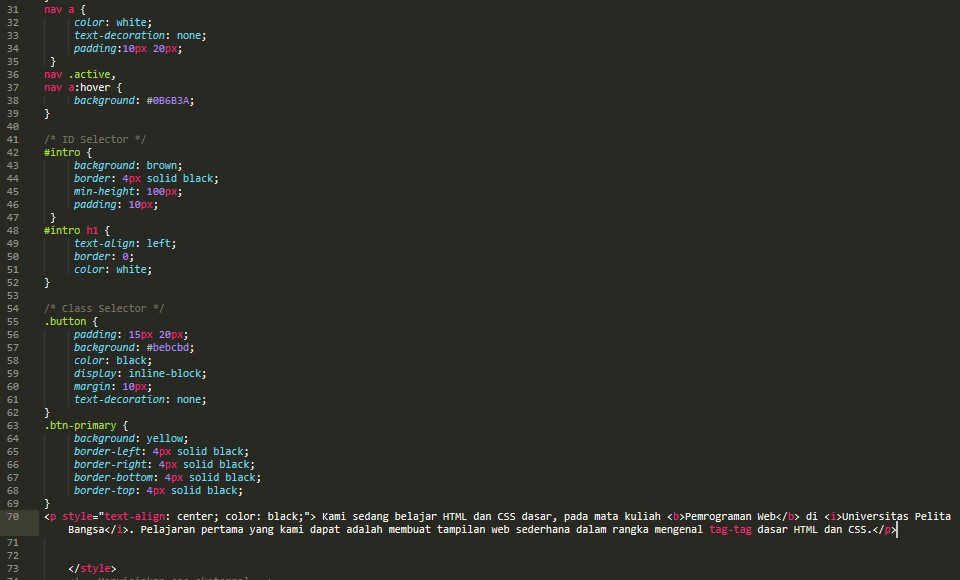 31 nav a {
32 color: white;
33 text-decoration: none;
34 padding:10px 20px;
35 }
36 nav .active,
37 nav a:hover {
38 background: #0B6B3A;
39 }
40
41 /* ID Selector */
42 #intro {
43 background: brown;
44 border: 4px solid black;
45 min-height: 100px;
46 padding: 10px;
47 }
48 #intro h1 {
49 text-align: left;
50 border: 0;
51 color: white;
52 }
53
54 /* Class Selector */
55 .button {
56 padding: 15px 20px;
57 background: #bebcbd;
58 color: black;
59 display: inline-block;
60 margin: 10px;
61 text-decoration: none;
62 }
63 .btn-primary {
64 background: yellow;
65 border-left: 4px solid black;
66 border-right: 4px solid black;
67 border-bottom: 4px solid black;
68 border-top: 4px solid black;
69 }
70 <p style="text-align: center; color: black;"> Kami sedang belajar HTML dan CSS dasar, pada mata kuliah <b>Pemrograman Web</b> di <i>Universitas Pelita
Bangsa</i>. Pelajaran pertama yang kami dapat adalah membuat tampilan web sederhana dalam rangka mengenal tag-tag dasar HTML dan CSS.</p>
71
72
73 </style>